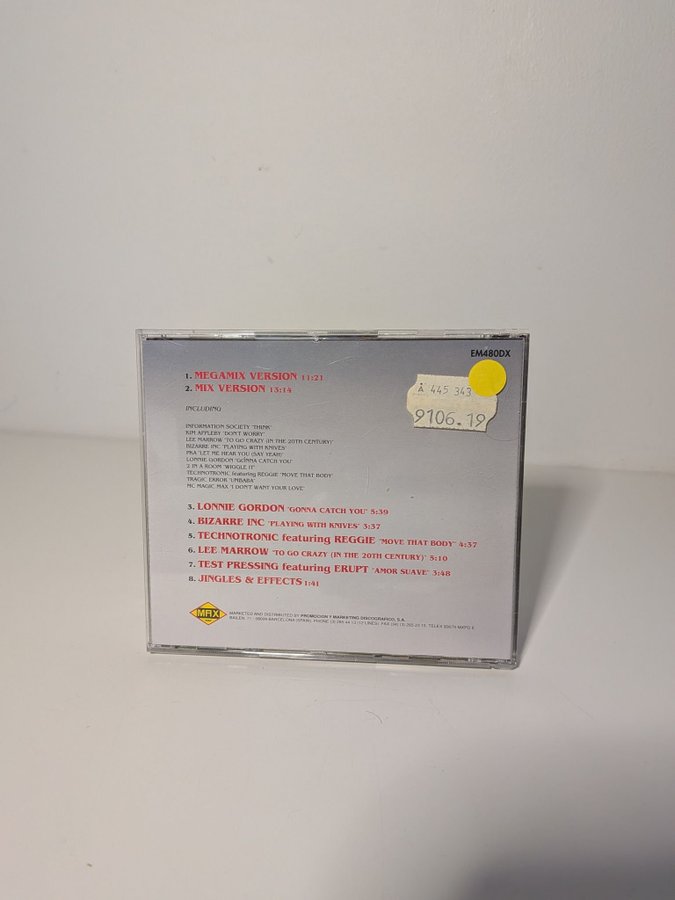 EM480DX
1. MEGAMIX VERSION 11:21
2. MIX VERSION 13:14
A 445 343
9106.19
INCLUDING
INFORMATION SOCIETY 'THINK'
KIM APPLEBY 'DON'T WORRY'
LEE MARROW 'TO GO CRAZY (IN THE 20TH CENTURY)'
BIZARRE INC 'PLAYING WITH KNIVES'
PKA 'LET ME HEAR YOU (SAY YEAH)'
LONNIE GORDON 'GONNA CATCH YOU'
2 IN A ROOM 'WIGGLE IT'
TECHNOTRONIC featuring REGGIE 'MOVE THAT BODY'
TRAGIC ERROR 'UMBABA'
MC MAGIC MAX 'I DON'T WANT YOUR LOVE'
3. LONNIE GORDON 'GONNA CATCH YOU' 5:39
4. BIZARRE INC 'PLAYING WITH KNIVES' 3:37
5. TECHNOTRONIC featuring REGGIE 'MOVE THAT BODY' 4:37
6. LEE MARROW 'TO GO CRAZY (IN THE 20TH CENTURY)' 5:10
7. TEST PRESSING featuring ERUPT 'AMOR SUAVE' 3:48
8. JINGLES & EFFECTS 1:41
MAX
MARKETED AND DISTRIBUTED BY PROMOCION Y MARKETING DISCOGRAFICO, S.A.
BARCELONA (SPAIN). PHONE